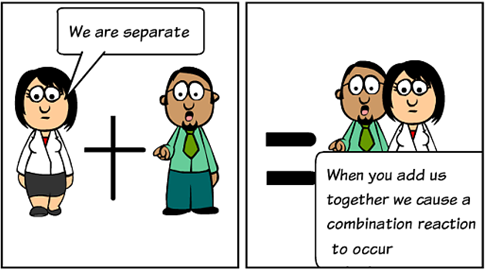 We are separate
When you add us
together we cause a
combination reaction
to occur